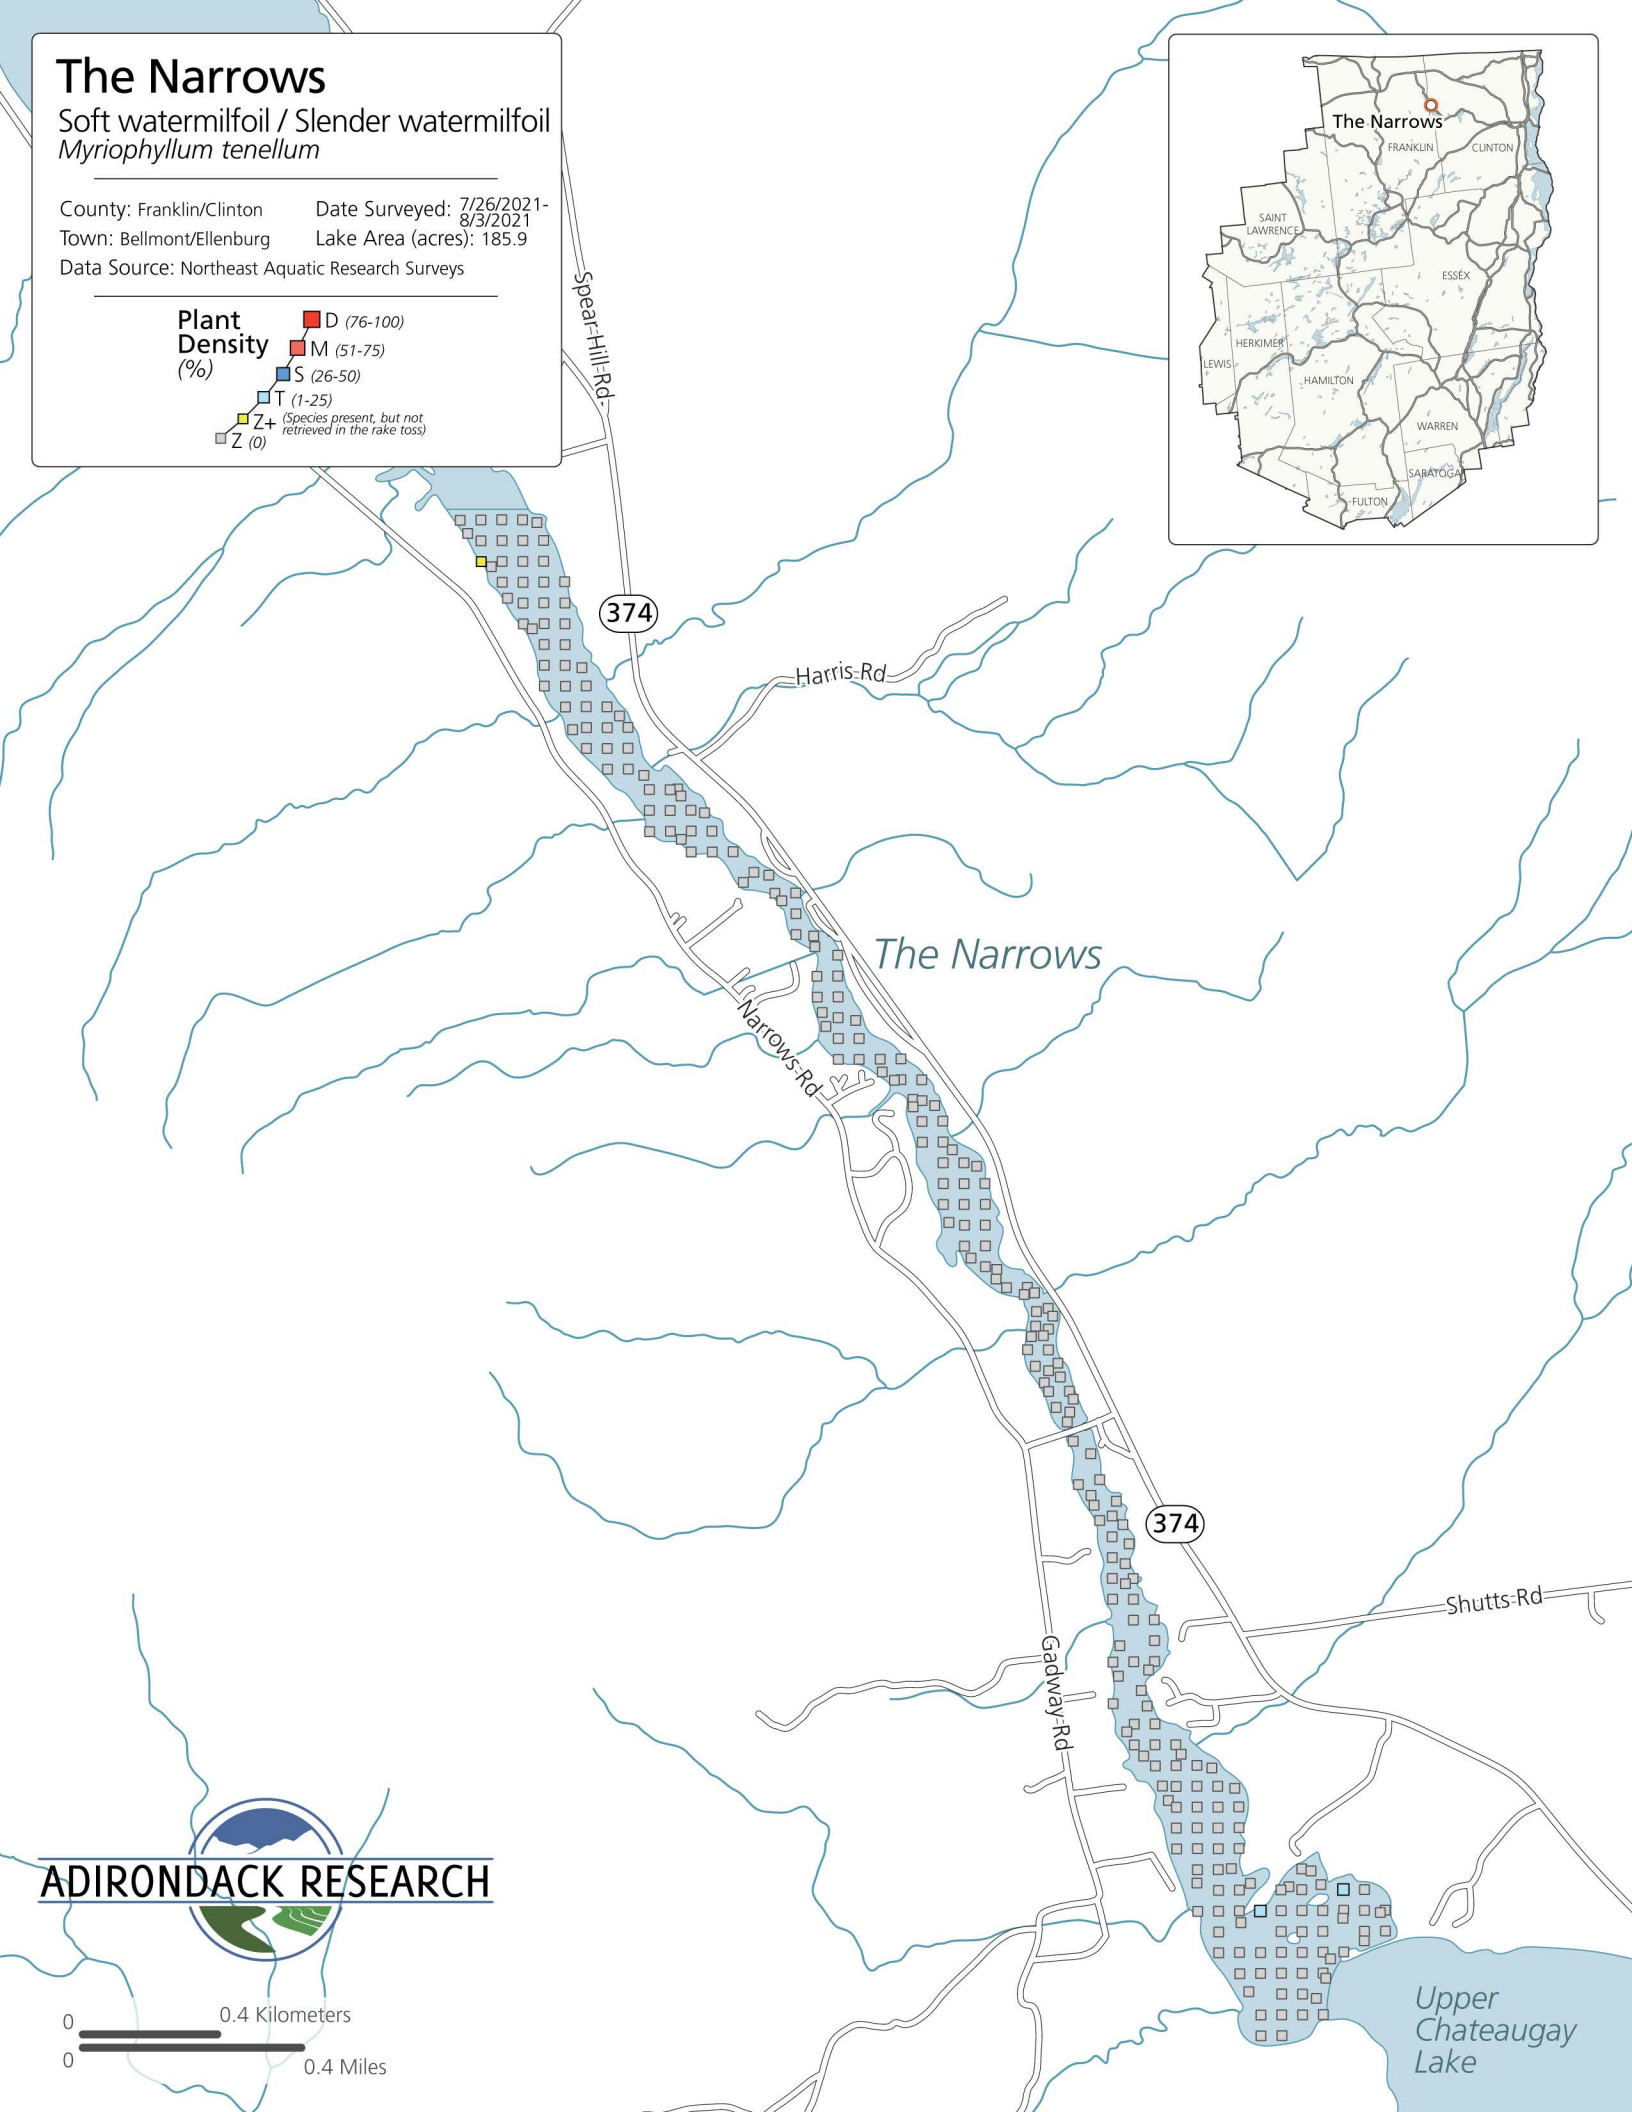 The Narrows
Soft watermilfoil / Slender watermilfoil
Myriophyllum tenellum
County: Franklin/Clinton
Date Surveyed: 7/26/2021-
8/3/2021
Town: Bellmont/Ellenburg
Lake Area (acres): 185.9
Data Source: Northeast Aquatic Research Surveys
Plant
Density
(%)
D (76-100)
M (51-75)
S (26-50)
T (1-25)
Z+ (Species present, but not
retrieved in the rake toss)
Z (0)
The Narrows
FRANKLIN
CLINTON
SAINT
LAWRENCE
ESSEX
HERKIMER
LEWIS
HAMILTON
WARREN
SARATOGA
FULTON
Spear-Hill-Rd-
374
Harris-Rd
The Narrows
Narrows-Rd
374
Shutts-Rd
Gadway-Rd
ADIRONDACK RESEARCH
0
0.4 Kilometers
0
0.4 Miles
Upper
Chateaugay
Lake